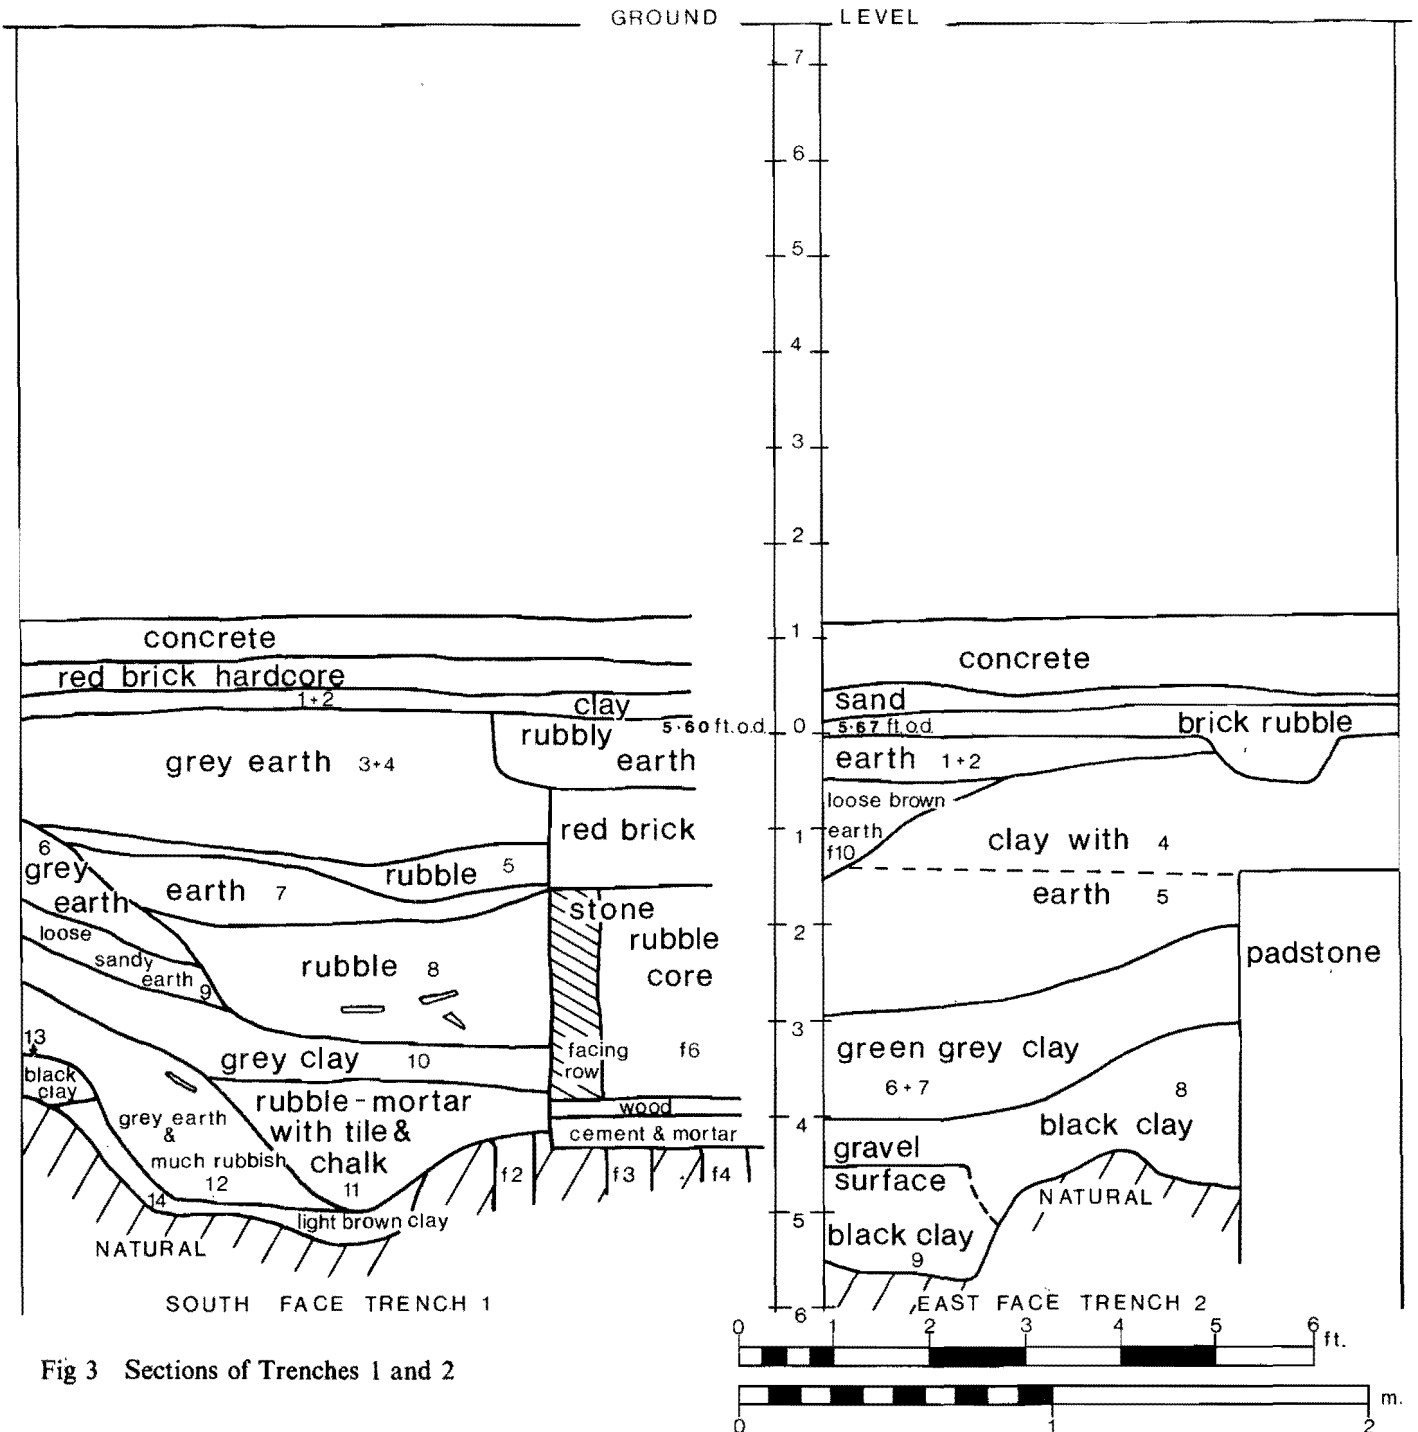 GROUND LEVEL
7
6
5
4
3
2
1
0
1
2
3
4
5
6
concrete
red brick hardcore
1+2
clay
5·60 ft. o.d.
rubbly
earth
grey earth 3+4
red brick
6
grey
earth
rubble 5
earth 7
loose
sandy
earth
9
rubble 8
stone
rubble
core
facing
row
f6
13
black
clay
grey clay 10
grey earth
&
much rubbish
12
rubble-mortar
with tile &
chalk
11
wood
cement & mortar
f2
f3
f4
14
light brown clay
NATURAL
SOUTH FACE TRENCH 1
concrete
sand
5·67 ft. o.d.
brick rubble
earth 1+2
loose brown
earth
f10
clay with 4
earth 5
padstone
green grey clay
6+7
8
black clay
gravel
surface
NATURAL
black clay
9
EAST FACE TRENCH 2
0 1 2 3 4 5 6 ft.
m.
0 1 2
Fig 3 Sections of Trenches 1 and 2